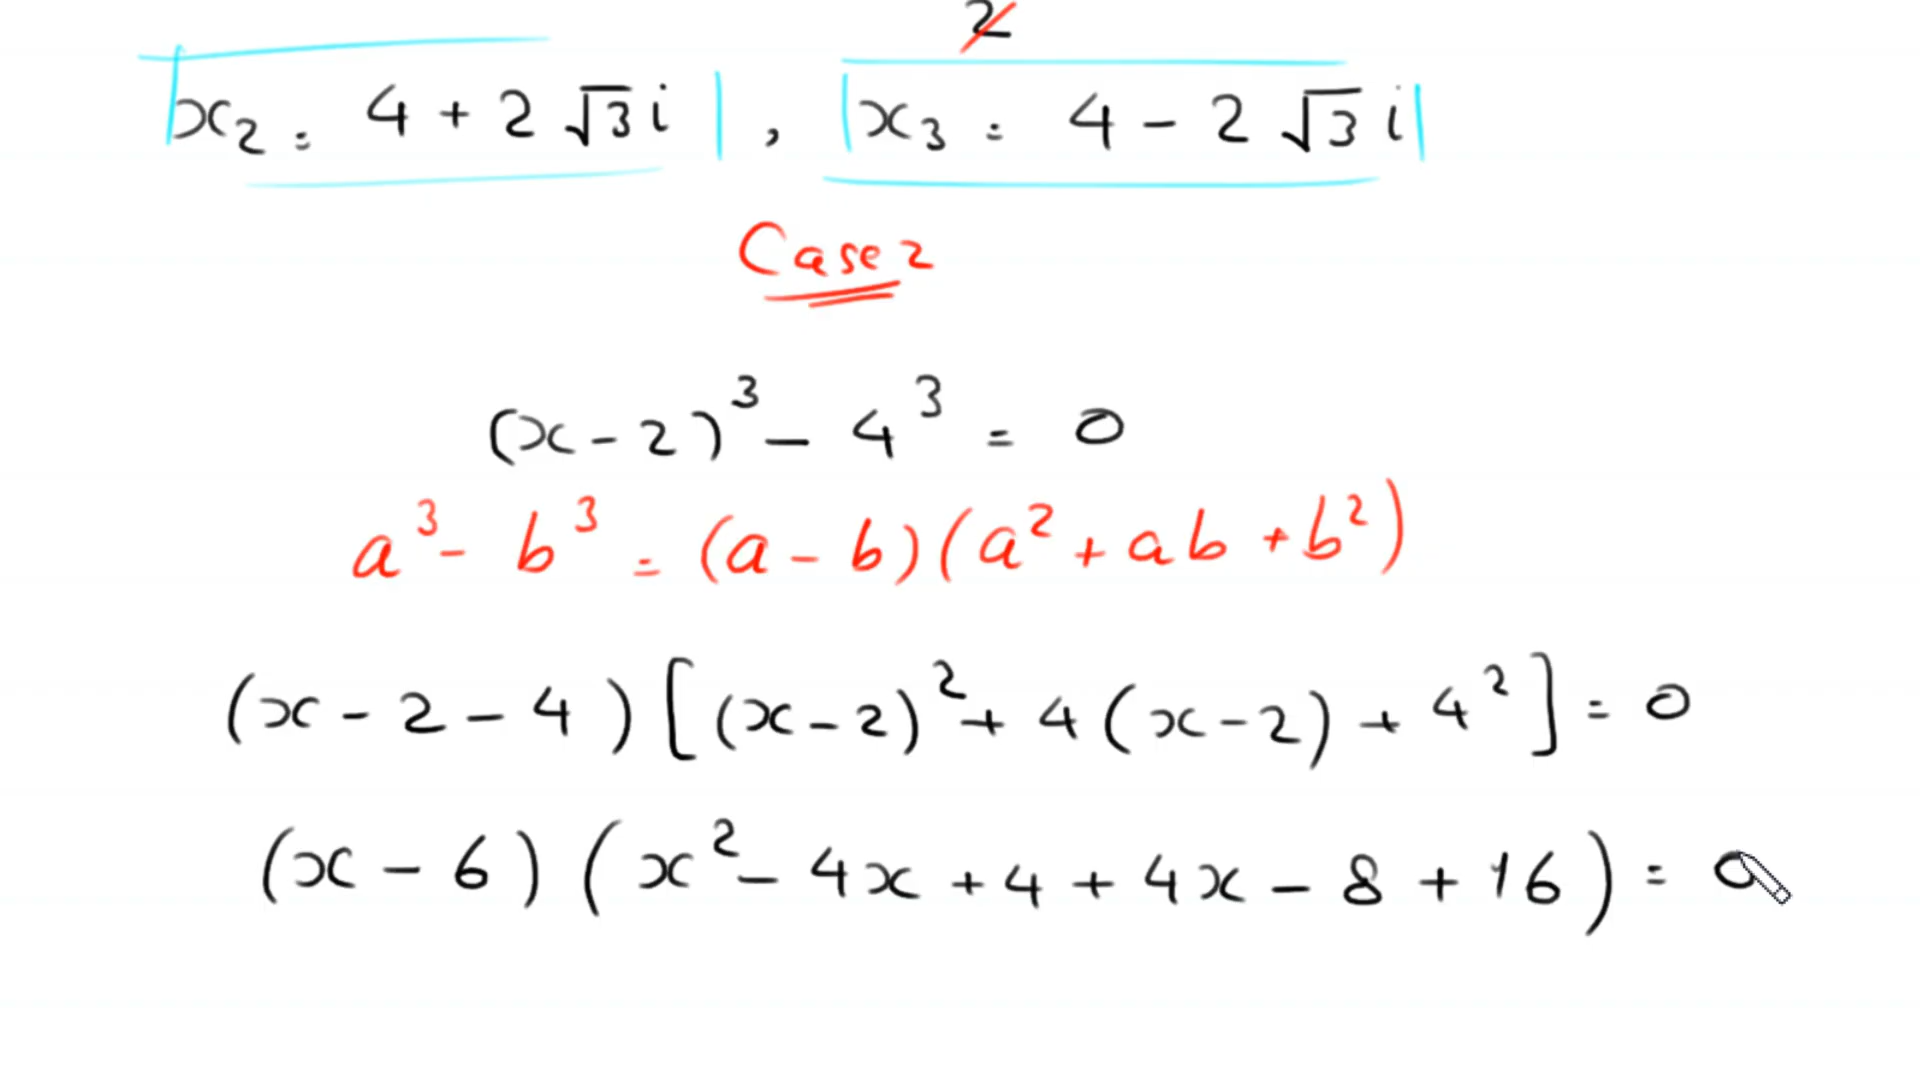 2
x₂ = 4 + 2 √3 i , x₃ = 4 - 2 √3 i
Case 2
(x - 2)³ - 4³ = 0
a³ - b³ = (a - b)(a² + ab + b²)
(x - 2 - 4)[(x - 2)² + 4(x - 2) + 4²] = 0
(x - 6)(x² - 4x + 4 + 4x - 8 + 16) = 0